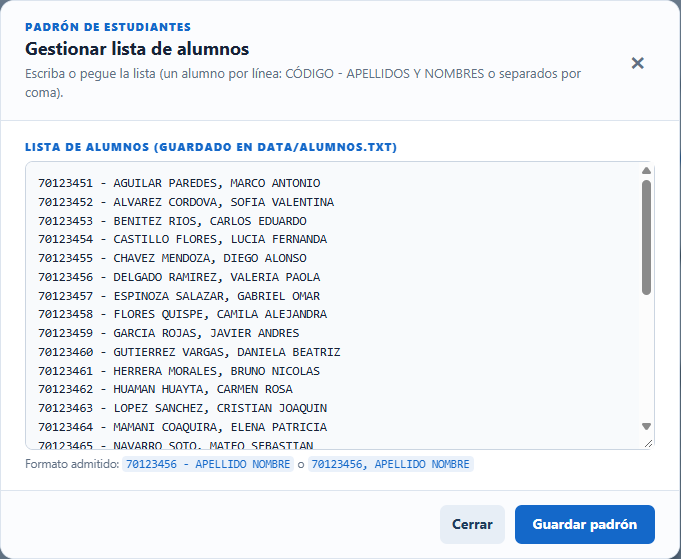 PADRÓN DE ESTUDIANTES
Gestionar lista de alumnos
Escriba o pegue la lista (un alumno por línea: CÓDIGO - APELLIDOS Y NOMBRES o separados por
coma).
LISTA DE ALUMNOS (GUARDADO EN DATA/ALUMNOS.TXT)
70123451 - AGUILAR PAREDES, MARCO ANTONIO
70123452 - ALVAREZ CORDOVA, SOFIA VALENTINA
70123453 - BENITEZ RIOS, CARLOS EDUARDO
70123454 - CASTILLO FLORES, LUCIA FERNANDA
70123455 - CHAVEZ MENDOZA, DIEGO ALONSO
70123456 - DELGADO RAMIREZ, VALERIA PAOLA
70123457 - ESPINOZA SALAZAR, GABRIEL OMAR
70123458 - FLORES QUISPE, CAMILA ALEJANDRA
70123459 - GARCIA ROJAS, JAVIER ANDRES
70123460 - GUTIERREZ VARGAS, DANIELA BEATRIZ
70123461 - HERRERA MORALES, BRUNO NICOLAS
70123462 - HUAMAN HUAYTA, CARMEN ROSA
70123463 - LOPEZ SANCHEZ, CRISTIAN JOAQUIN
70123464 - MAMANI COAQUIRA, ELENA PATRICIA
70123465 - NAVARRO SOTO, MATEO SEBASTIAN
Formato admitido: 70123456 - APELLIDO NOMBRE o 70123456, APELLIDO NOMBRE
Cerrar
Guardar padrón